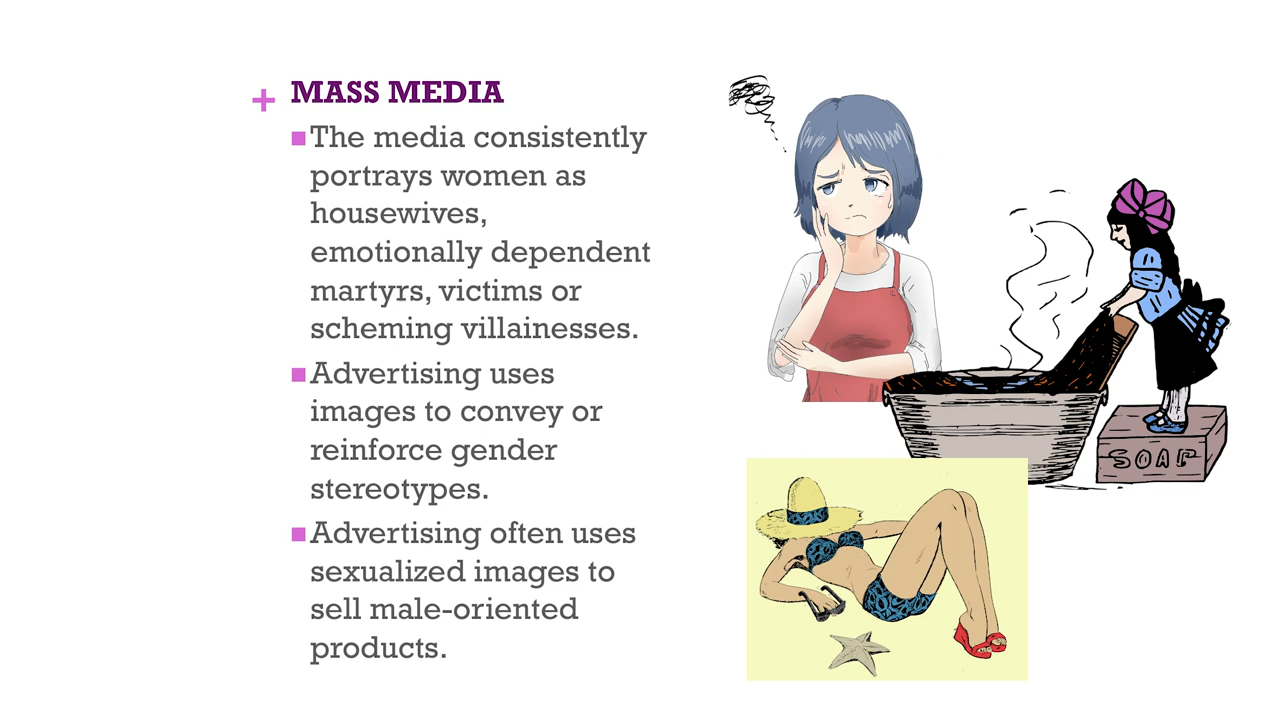 + MASS MEDIA
■The media consistently
portrays women as
housewives,
emotionally dependent
martyrs, victims or
scheming villainesses.
■Advertising uses
images to convey or
reinforce gender
stereotypes.
■Advertising often uses
sexualized images to
sell male-oriented
products.
SOAP